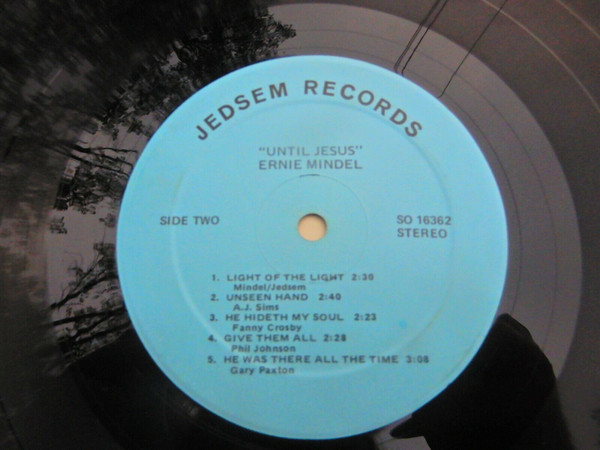 JEDSEM RECORDS
"UNTIL JESUS"
ERNIE MINDEL
SIDE TWO
SO 16362
STEREO
1. LIGHT OF THE LIGHT 2:30
Mindel/Jedsem
2. UNSEEN HAND 2:40
A.J. Sims
3. HE HIDETH MY SOUL 2:23
Fanny Crosby
4. GIVE THEM ALL 2:28
Phil Johnson
5. HE WAS THERE ALL THE TIME 3:08
Gary Paxton